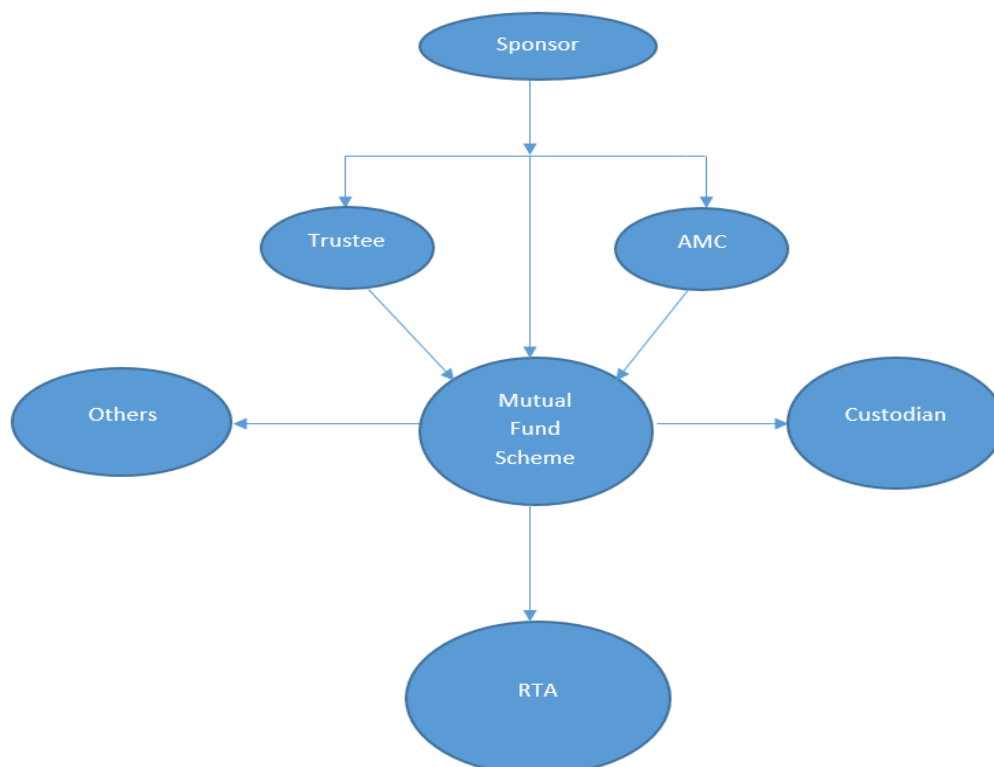 Sponsor
Trustee
AMC
Others
Mutual
Fund
Scheme
Custodian
RTA